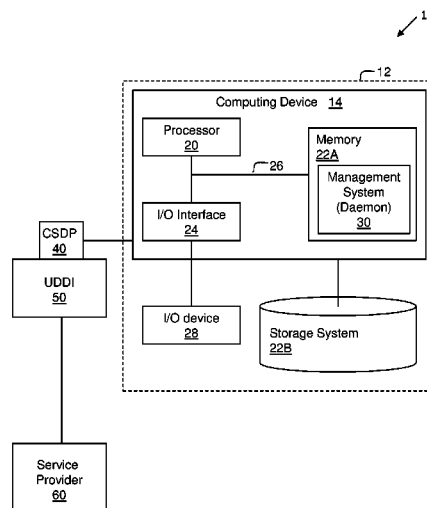 1
12
Computing Device 14
Processor
20
Memory
22A
26
Management
System
(Daemon)
30
I/O Interface
24
CSDP
40
UDDI
50
I/O device
28
Storage System
22B
Service
Provider
60